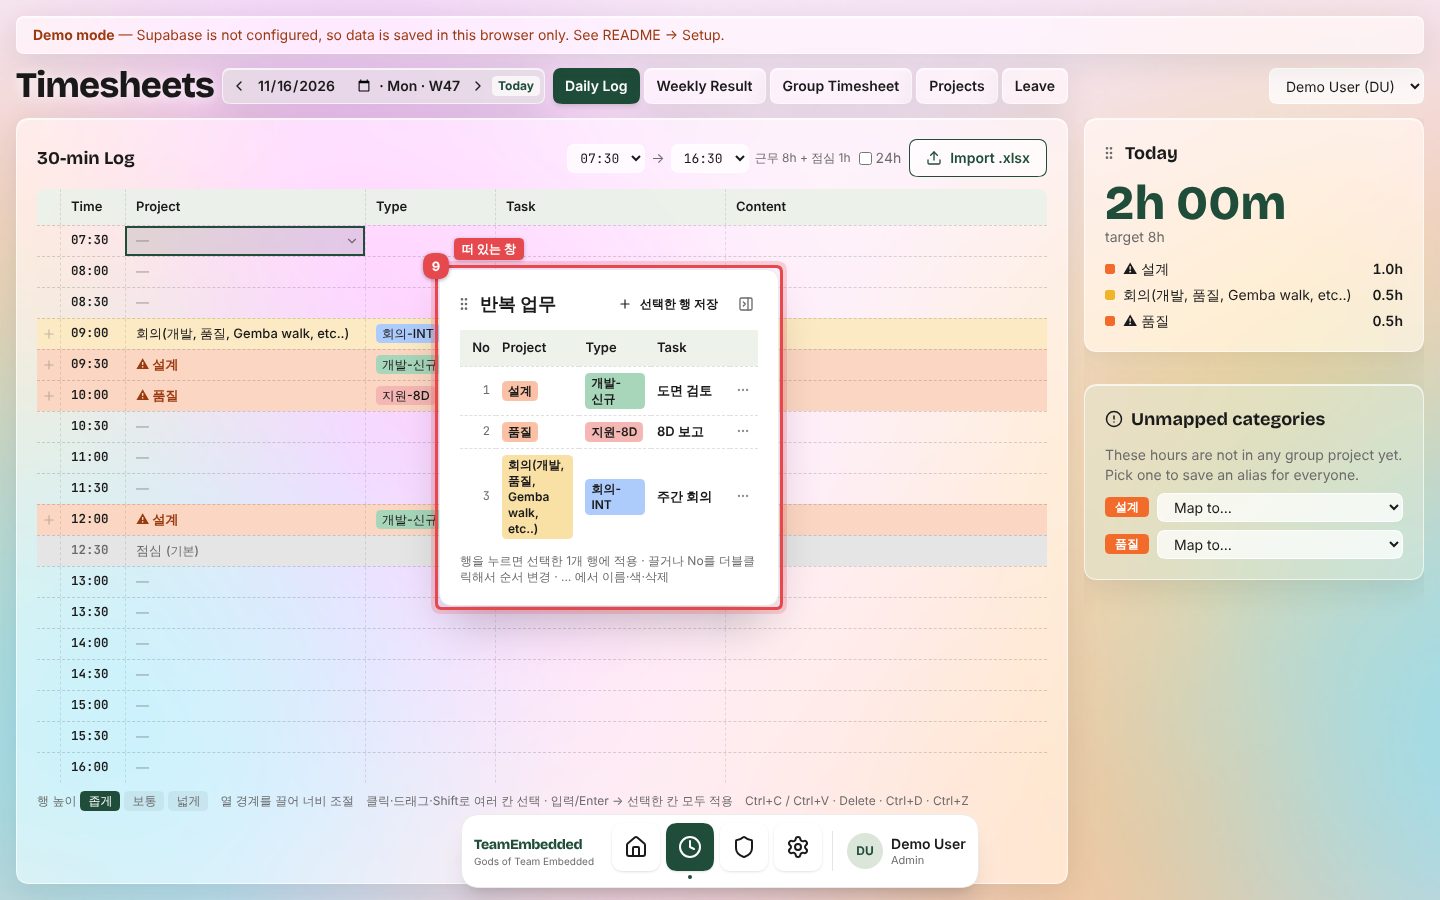 Demo mode — Supabase is not configured, so data is saved in this browser only. See README → Setup.
Timesheets
11/16/2026 · Mon · W47 Today
Daily Log
Weekly Result
Group Timesheet
Projects
Leave
Demo User (DU)
30-min Log
07:30 → 16:30 근무 8h + 점심 1h 24h
Import .xlsx
Time Project Type Task Content
07:30 —
08:00 —
08:30 —
09:00 회의(개발, 품질, Gemba walk, etc..) 회의-INT
09:30 설계 개발-신규
10:00 품질 지원-8D
10:30 —
11:00 —
11:30 —
12:00 설계 개발-신규
12:30 점심 (기본)
13:00 —
13:30 —
14:00 —
14:30 —
15:00 —
15:30 —
16:00 —
떠 있는 창
9
반복 업무
+ 선택한 행 저장
No Project Type Task
1 설계 개발-신규 도면 검토 ...
2 품질 지원-8D 8D 보고 ...
3 회의(개발, 품질, Gemba walk, etc..) 회의-INT 주간 회의 ...
행을 누르면 선택한 1개 행에 적용 · 끌거나 No를 더블클
릭해서 순서 변경 · ... 에서 이름·색·삭제
행 높이 좁게 보통 넓게 열 경계를 끌어 너비 조절 클릭·드래그·Shift로 여러 칸 선택 · 입력/Enter → 선택한 칸 모두 적용 Ctrl+C / Ctrl+V · Delete · Ctrl+D · Ctrl+Z
Today
2h 00m
target 8h
설계 1.0h
회의(개발, 품질, Gemba walk, etc..) 0.5h
품질 0.5h
Unmapped categories
These hours are not in any group project yet.
Pick one to save an alias for everyone.
설계 Map to...
품질 Map to...
TeamEmbedded
Gods of Team Embedded
DU
Demo User
Admin